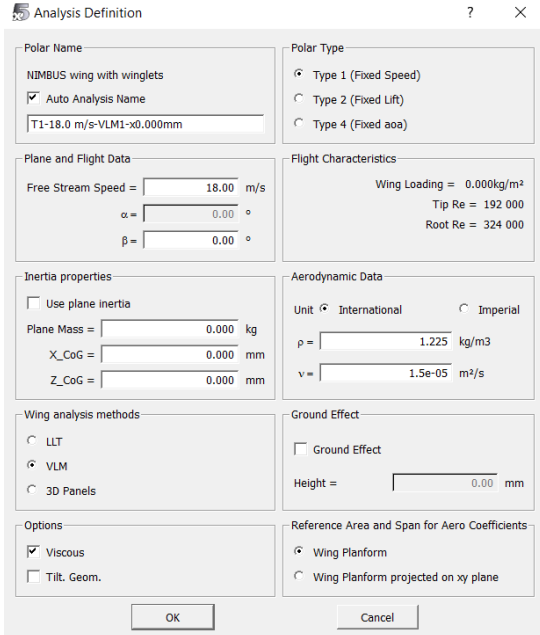 Analysis Definition ? ×
Polar Name
NIMBUS wing with winglets
Auto Analysis Name
T1-18.0 m/s-VLM1-x0.000mm
Polar Type
Type 1 (Fixed Speed)
Type 2 (Fixed Lift)
Type 4 (Fixed aoa)
Plane and Flight Data
Free Stream Speed = 18.00 m/s
α = 0.00 °
β = 0.00 °
Flight Characteristics
Wing Loading = 0.000kg/m²
Tip Re = 192 000
Root Re = 324 000
Inertia properties
Use plane inertia
Plane Mass = 0.000 kg
X_CoG = 0.000 mm
Z_CoG = 0.000 mm
Aerodynamic Data
Unit International Imperial
ρ = 1.225 kg/m3
ν = 1.5e-05 m²/s
Wing analysis methods
LLT
VLM
3D Panels
Ground Effect
Ground Effect
Height = 0.00 mm
Options
Viscous
Tilt. Geom.
Reference Area and Span for Aero Coefficients
Wing Planform
Wing Planform projected on xy plane
OK Cancel